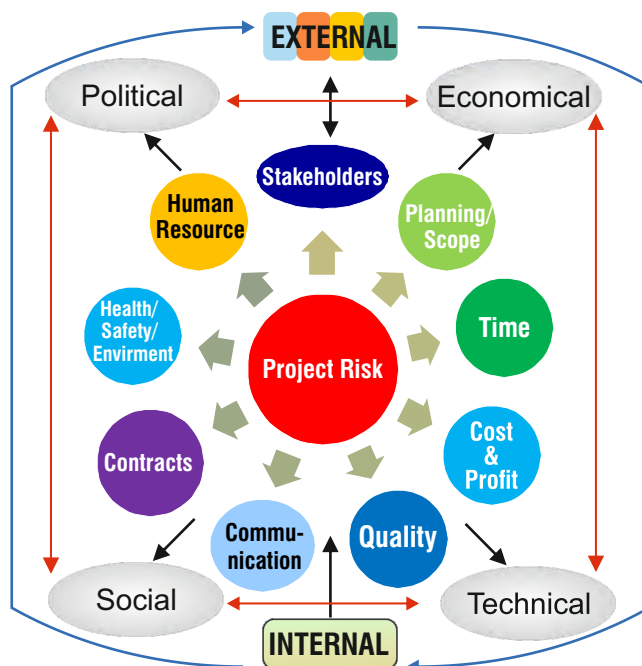 EXTERNAL
Political
Economical
Stakeholders
Human
Resource
Planning/
Scope
Health/
Safety/
Envirment
Time
Project Risk
Contracts
Cost
&
Profit
Commu-
nication
Quality
Social
Technical
INTERNAL